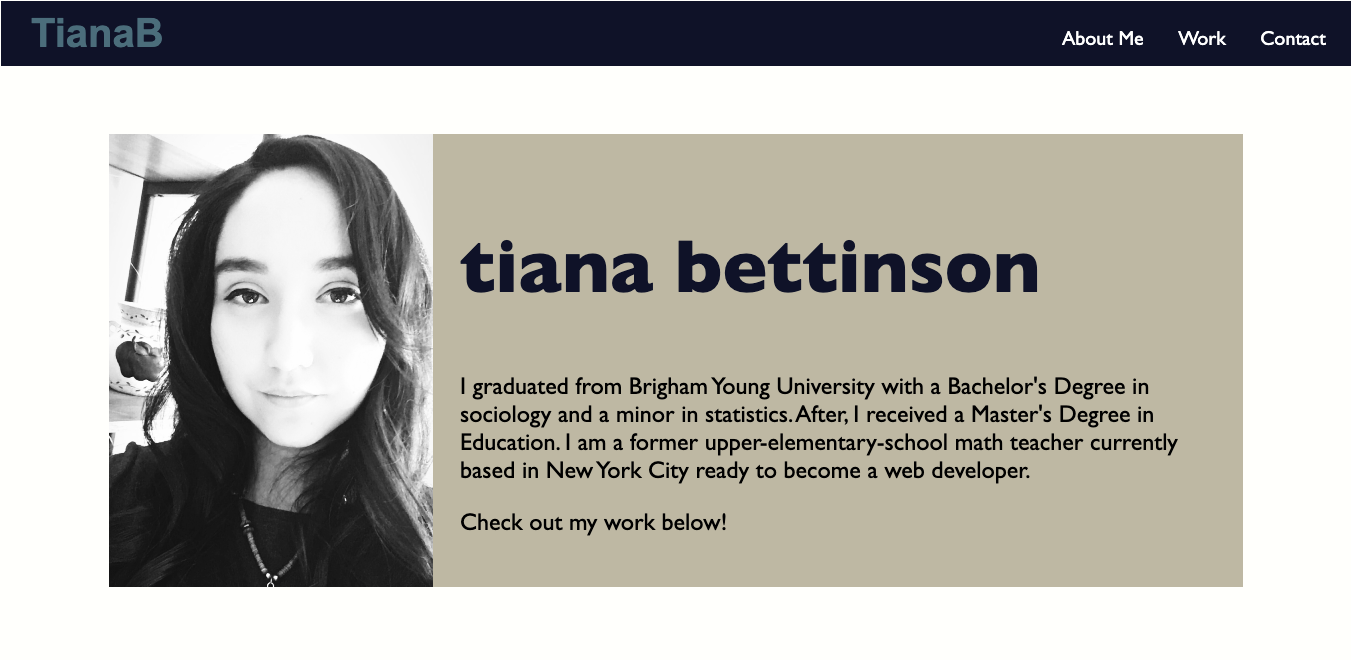 TianaB
About Me Work Contact
tiana bettinson
I graduated from Brigham Young University with a Bachelor's Degree in
sociology and a minor in statistics. After, I received a Master's Degree in
Education. I am a former upper-elementary-school math teacher currently
based in New York City ready to become a web developer.
Check out my work below!